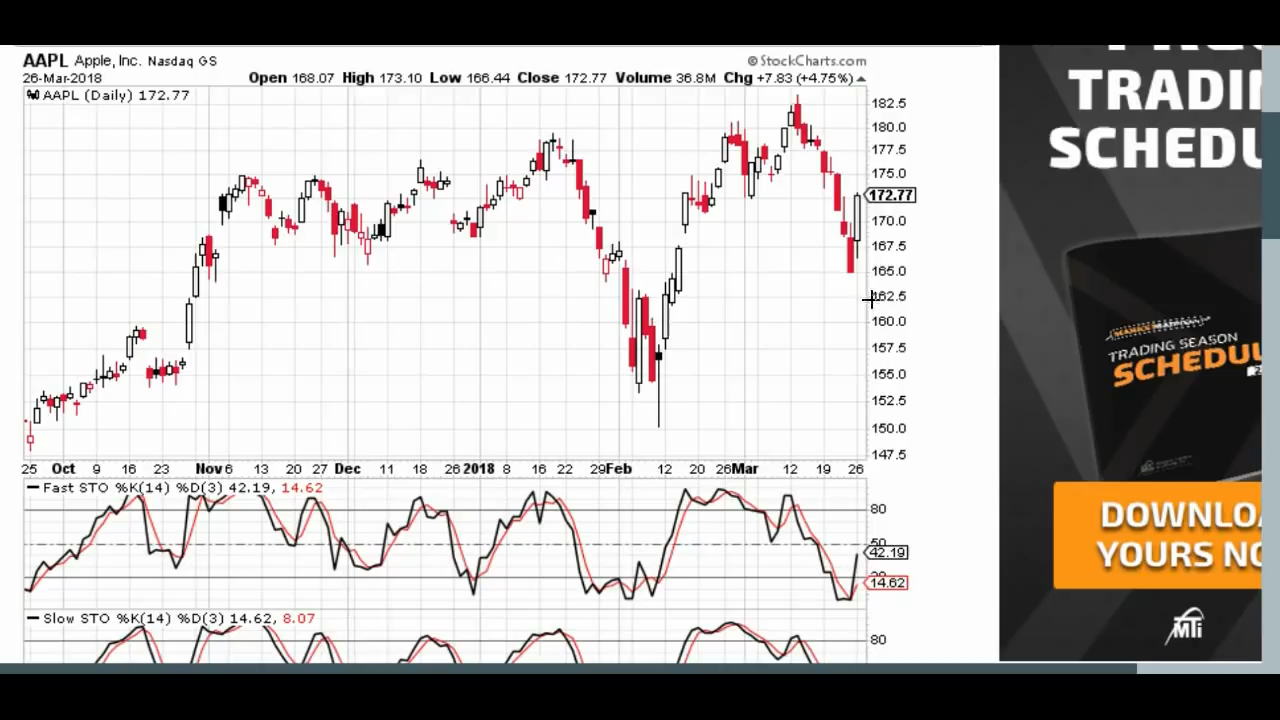 AAPL Apple, Inc. Nasdaq GS
© StockCharts.com
26-Mar-2018
Open 168.07 High 173.10 Low 166.44 Close 172.77 Volume 36.8M Chg +7.83 (+4.75%)
AAPL (Daily) 172.77
182.5
180.0
177.5
175.0
172.77
170.0
167.5
165.0
162.5
160.0
157.5
155.0
152.5
150.0
147.5
25 Oct 9 16 23 Nov 6 13 20 27 Dec 11 18 26 2018 8 16 22 29 Feb 12 20 26 Mar 12 19 26
Fast STO %K(14) %D(3) 42.19, 14.62
80
50
42.19
20
14.62
Slow STO %K(14) %D(3) 14.62, 8.07
80
TRADIN
SCHEDU
TRADING SEASON
SCHEDUL
DOWNLOA
YOURS NO
MTi